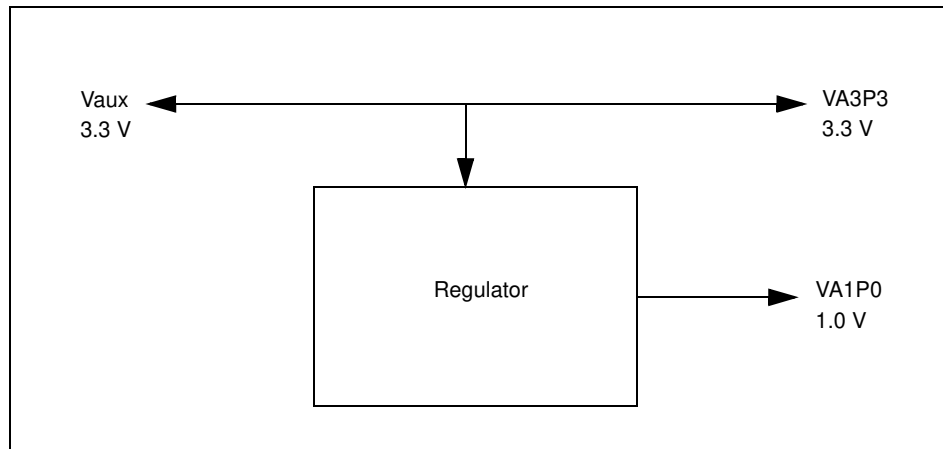 Vaux
3.3 V
VA3P3
3.3 V
Regulator
VA1P0
1.0 V